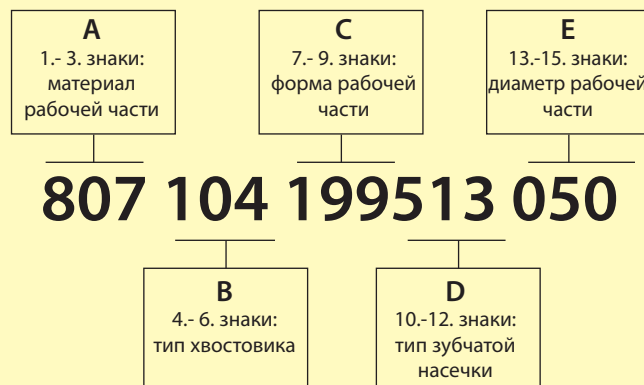 A
1.- 3. знаки:
материал
рабочей части
C
7.- 9. знаки:
форма рабочей
части
E
13.-15. знаки:
диаметр рабочей
части
807 104 199513 050
B
4.- 6. знаки:
тип хвостовика
D
10.-12. знаки:
тип зубчатой
насечки